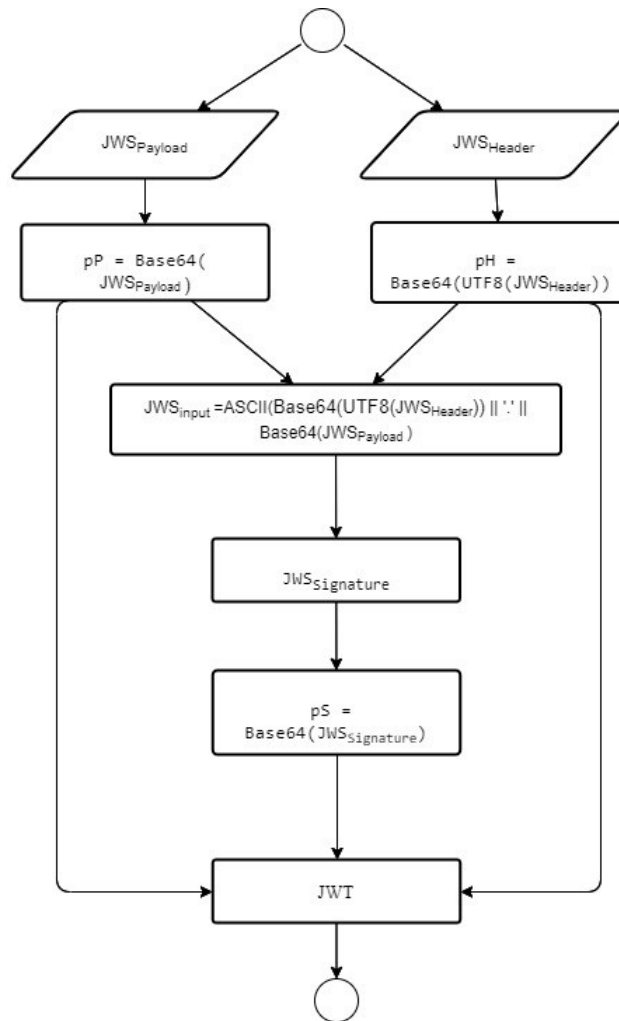 JWSPayload
JWSHeader
pP = Base64(
JWSPayload)
pH =
Base64(UTF8(JWSHeader))
JWSinput =ASCII(Base64(UTF8(JWSHeader)) || '.' ||
Base64(JWSPayload)
JWSSignature
pS =
Base64(JWSSignature)
JWT